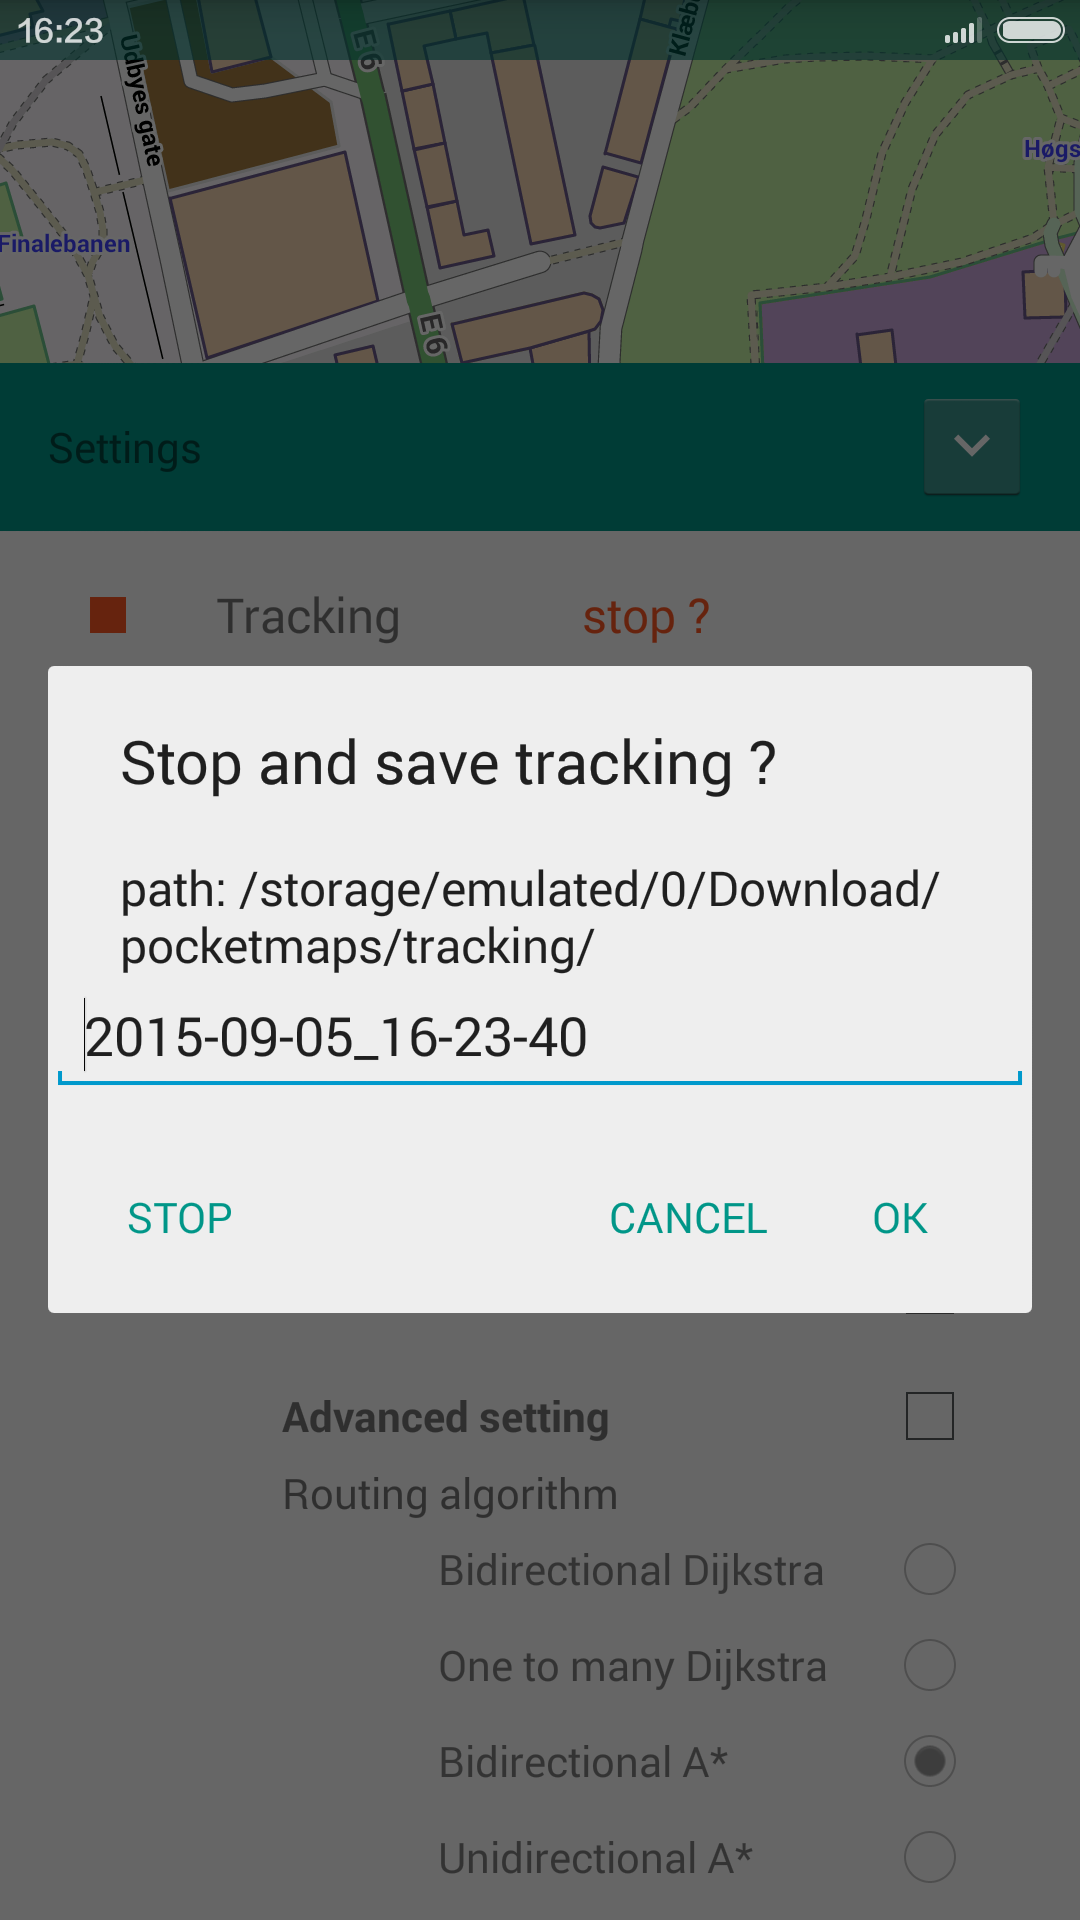 16:23
Udbyes gate
E 6
Klæb
Høgs
Finalebanen
E 6
Settings
Tracking
stop ?
Stop and save tracking ?
path: /storage/emulated/0/Download/
pocketmaps/tracking/
2015-09-05_16-23-40
STOP
CANCEL
OK
Advanced setting
Routing algorithm
Bidirectional Dijkstra
One to many Dijkstra
Bidirectional A*
Unidirectional A*